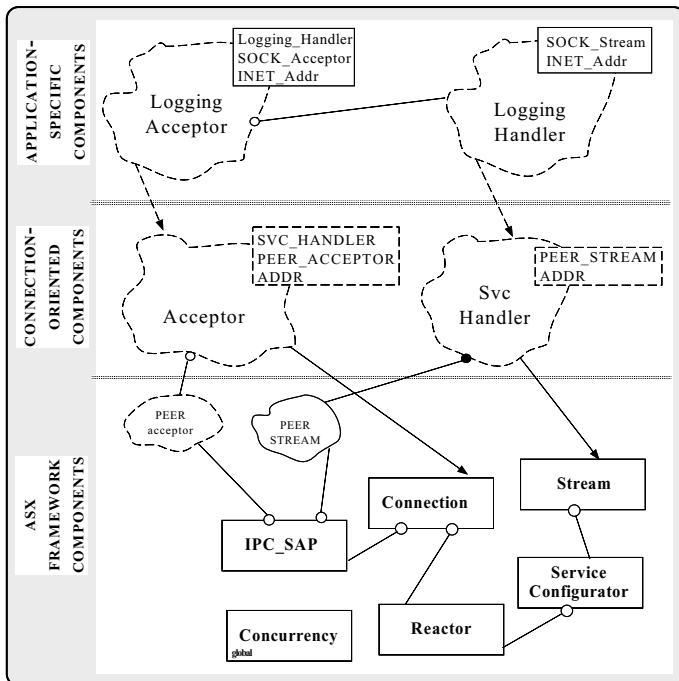 APPLICATION-
SPECIFIC
COMPONENTS
Logging_Handler
SOCK_Acceptor
INET_Addr
Logging
Acceptor
SOCK_Stream
INET_Addr
Logging
Handler
CONNECTION-
ORIENTED
COMPONENTS
SVC_HANDLER
PEER_ACCEPTOR
ADDR
Acceptor
PEER_STREAM
ADDR
Svc
Handler
ASX
FRAMEWORK
COMPONENTS
PEER
acceptor
PEER
STREAM
Connection
Stream
IPC_SAP
Service
Configurator
Concurrency
global
Reactor